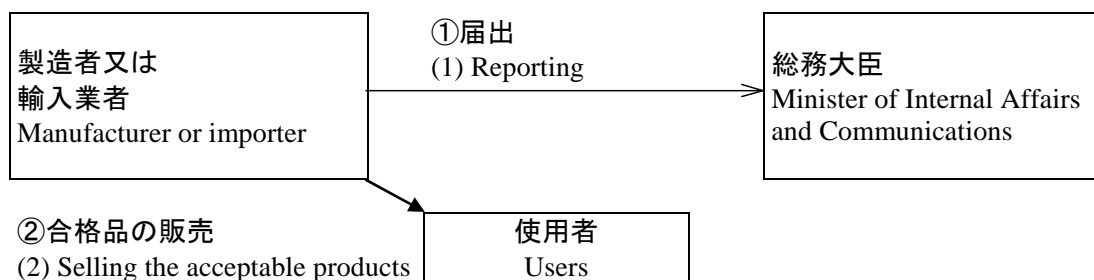 ①届出
(1) Reporting
製造者又は
輸入業者
Manufacturer or importer
総務大臣
Minister of Internal Affairs
and Communications
②合格品の販売
(2) Selling the acceptable products
使用者
Users